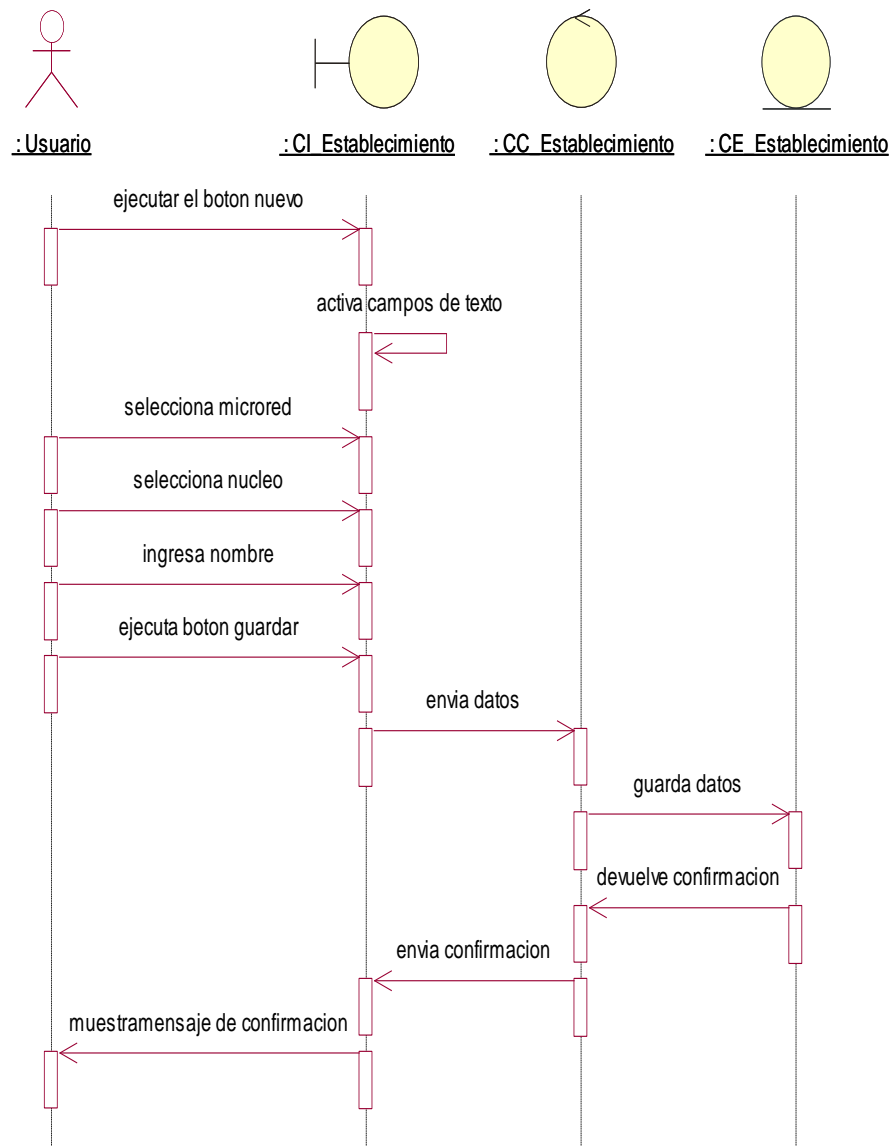 : Usuario
: CI_Establecimiento
: CC_Establecimiento
: CE_Establecimiento
ejecutar el boton nuevo
activa campos de texto
selecciona microred
selecciona nucleo
ingresa nombre
ejecuta boton guardar
envia datos
guarda datos
devuelve confirmacion
envia confirmacion
muestramensaje de confirmacion